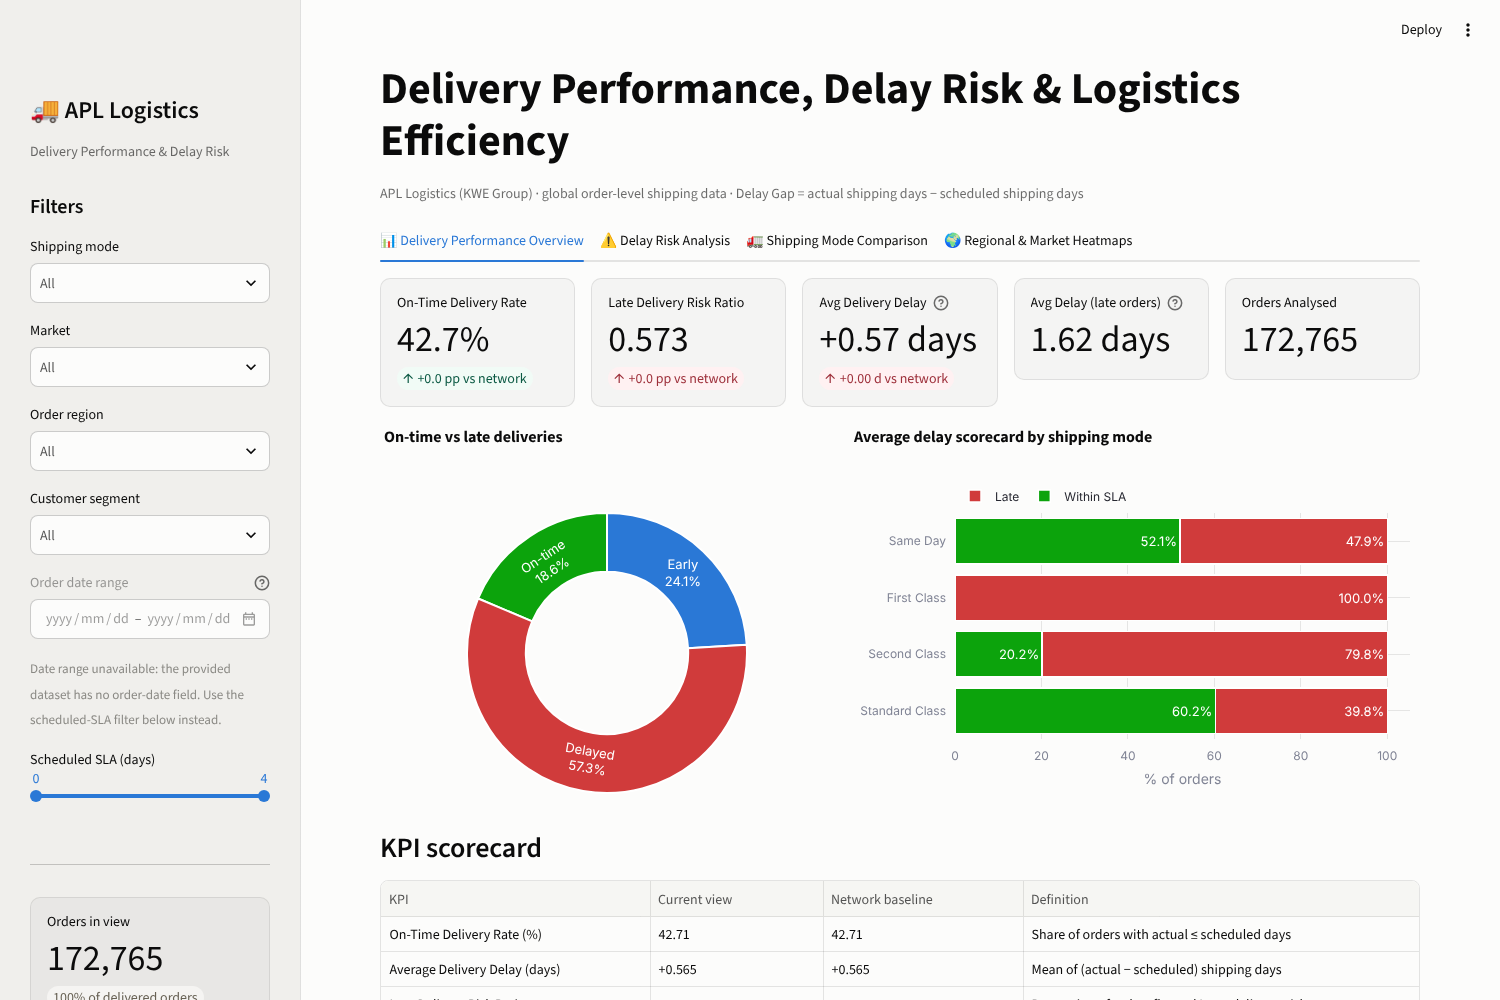 Deploy
🚚 APL Logistics
Delivery Performance & Delay Risk
Filters
Shipping mode
All
Market
All
Order region
All
Customer segment
All
Order date range
yyyy / mm / dd – yyyy / mm / dd
Date range unavailable: the provided
dataset has no order-date field. Use the
scheduled-SLA filter below instead.
Scheduled SLA (days)
0 4
Orders in view
172,765
100% of delivered orders
Delivery Performance, Delay Risk & Logistics
Efficiency
APL Logistics (KWE Group) · global order-level shipping data · Delay Gap = actual shipping days − scheduled shipping days
📊 Delivery Performance Overview ⚠️ Delay Risk Analysis 🚛 Shipping Mode Comparison 🌍 Regional & Market Heatmaps
On-Time Delivery Rate
42.7%
↑ +0.0 pp vs network
Late Delivery Risk Ratio
0.573
↑ +0.0 pp vs network
Avg Delivery Delay
+0.57 days
↑ +0.00 d vs network
Avg Delay (late orders)
1.62 days
Orders Analysed
172,765
On-time vs late deliveries
On-time
18.6%
Early
24.1%
Delayed
57.3%
Average delay scorecard by shipping mode
Late Within SLA
Same Day 52.1% 47.9%
First Class 100.0%
Second Class 20.2% 79.8%
Standard Class 60.2% 39.8%
0 20 40 60 80 100
% of orders
KPI scorecard
KPI Current view Network baseline Definition
On-Time Delivery Rate (%) 42.71 42.71 Share of orders with actual ≤ scheduled days
Average Delivery Delay (days) +0.565 +0.565 Mean of (actual − scheduled) shipping days